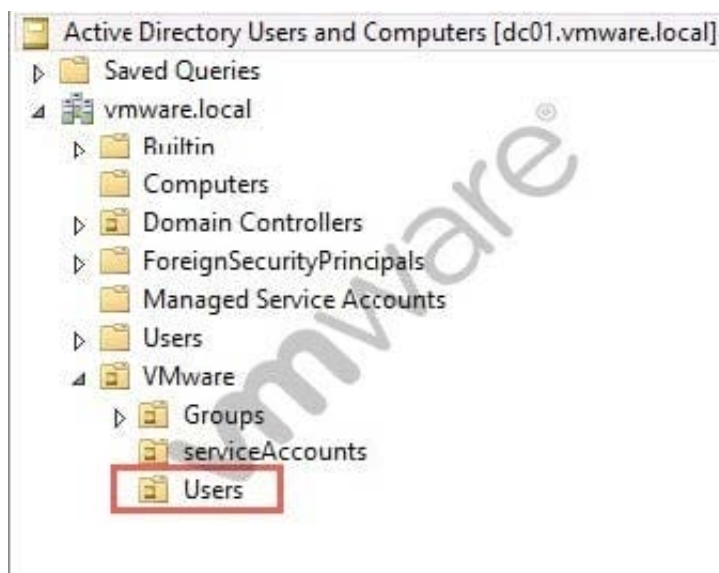 Active Directory Users and Computers [dc01.vmware.local]
Saved Queries
vmware.local
Builtin
Computers
Domain Controllers
ForeignSecurityPrincipals
Managed Service Accounts
Users
VMware
Groups
serviceAccounts
Users
vmware®